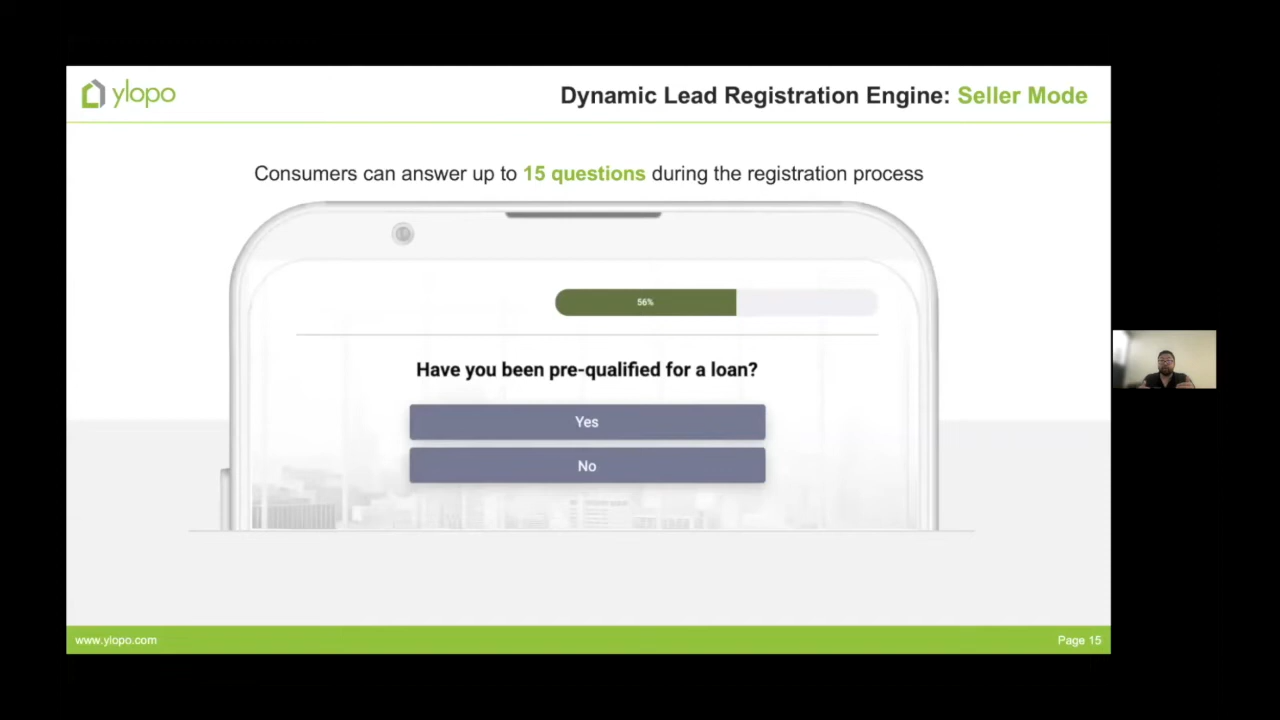 ylopo
Dynamic Lead Registration Engine: Seller Mode
Consumers can answer up to 15 questions during the registration process
56%
Have you been pre-qualified for a loan?
Yes
No
www.ylopo.com
Page 15